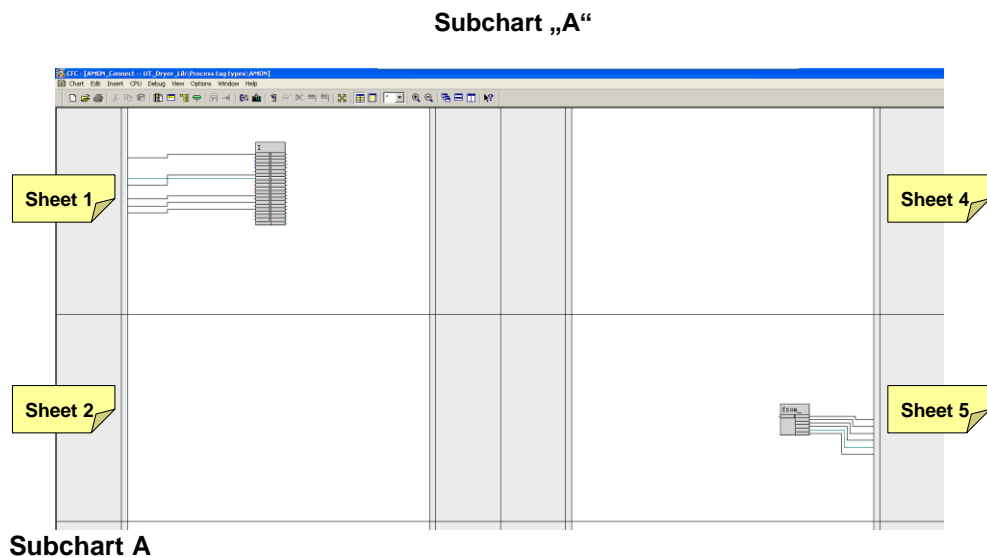 Subchart „A“
CFC - [AMON_Connect -- UT_Dryer_Lib\Process tag types\AMON]
Chart Edit Insert CPU Debug View Options Window Help
I
Sheet 1
Sheet 4
Sheet 2
from_
Sheet 5
Subchart A